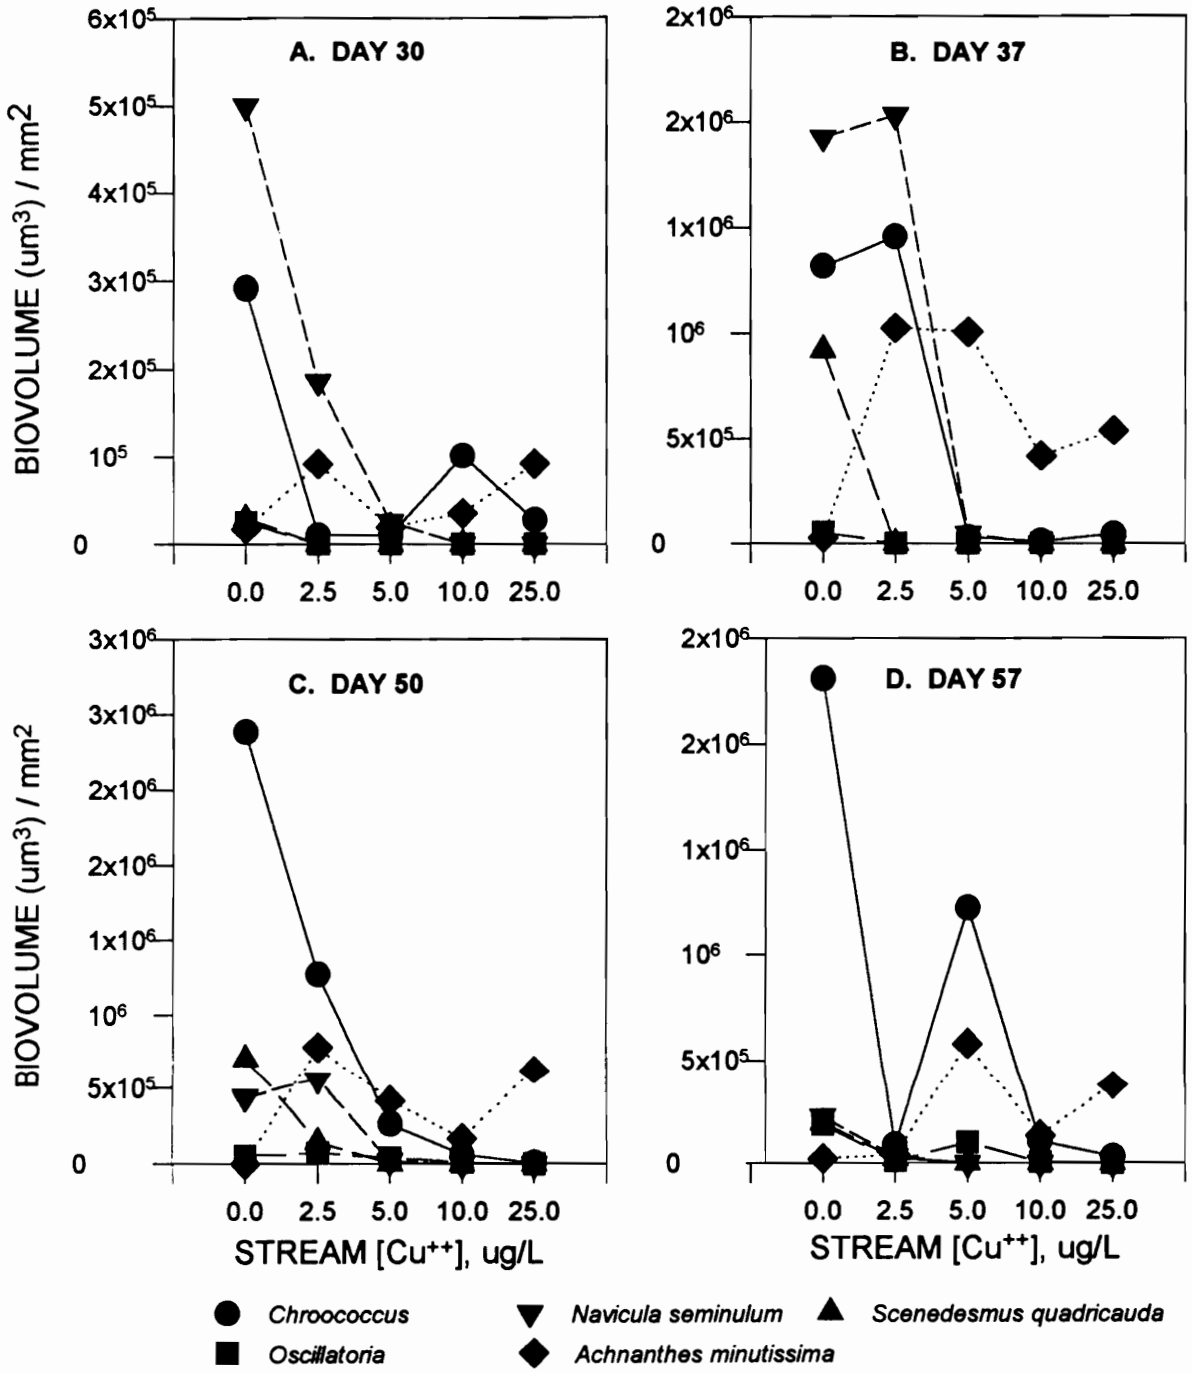 A. DAY 30
BIOVOLUME (um³) / mm²
6x10⁵
5x10⁵
4x10⁵
3x10⁵
2x10⁵
10⁵
0
0.0 2.5 5.0 10.0 25.0
B. DAY 37
2x10⁶
2x10⁶
1x10⁶
10⁶
5x10⁵
0
0.0 2.5 5.0 10.0 25.0
C. DAY 50
BIOVOLUME (um³) / mm²
3x10⁶
3x10⁶
2x10⁶
2x10⁶
1x10⁶
10⁶
5x10⁵
0
0.0 2.5 5.0 10.0 25.0
STREAM [Cu⁺⁺], ug/L
D. DAY 57
2x10⁶
2x10⁶
1x10⁶
10⁶
5x10⁵
0
0.0 2.5 5.0 10.0 25.0
STREAM [Cu⁺⁺], ug/L
Chroococcus Navicula seminulum Scenedesmus quadricauda
Oscillatoria Achnanthes minutissima